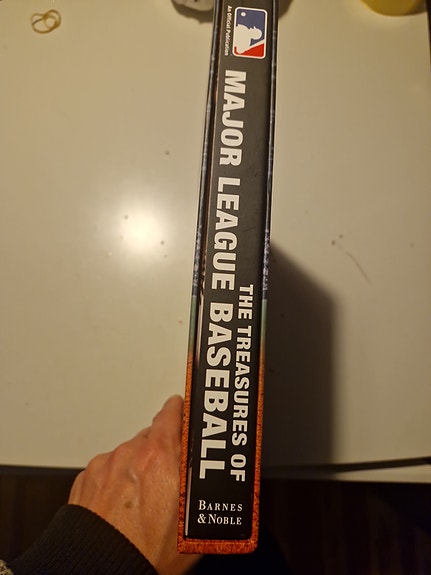 An Official Publication
THE TREASURES OF
MAJOR LEAGUE BASEBALL
BARNES
& NOBLE